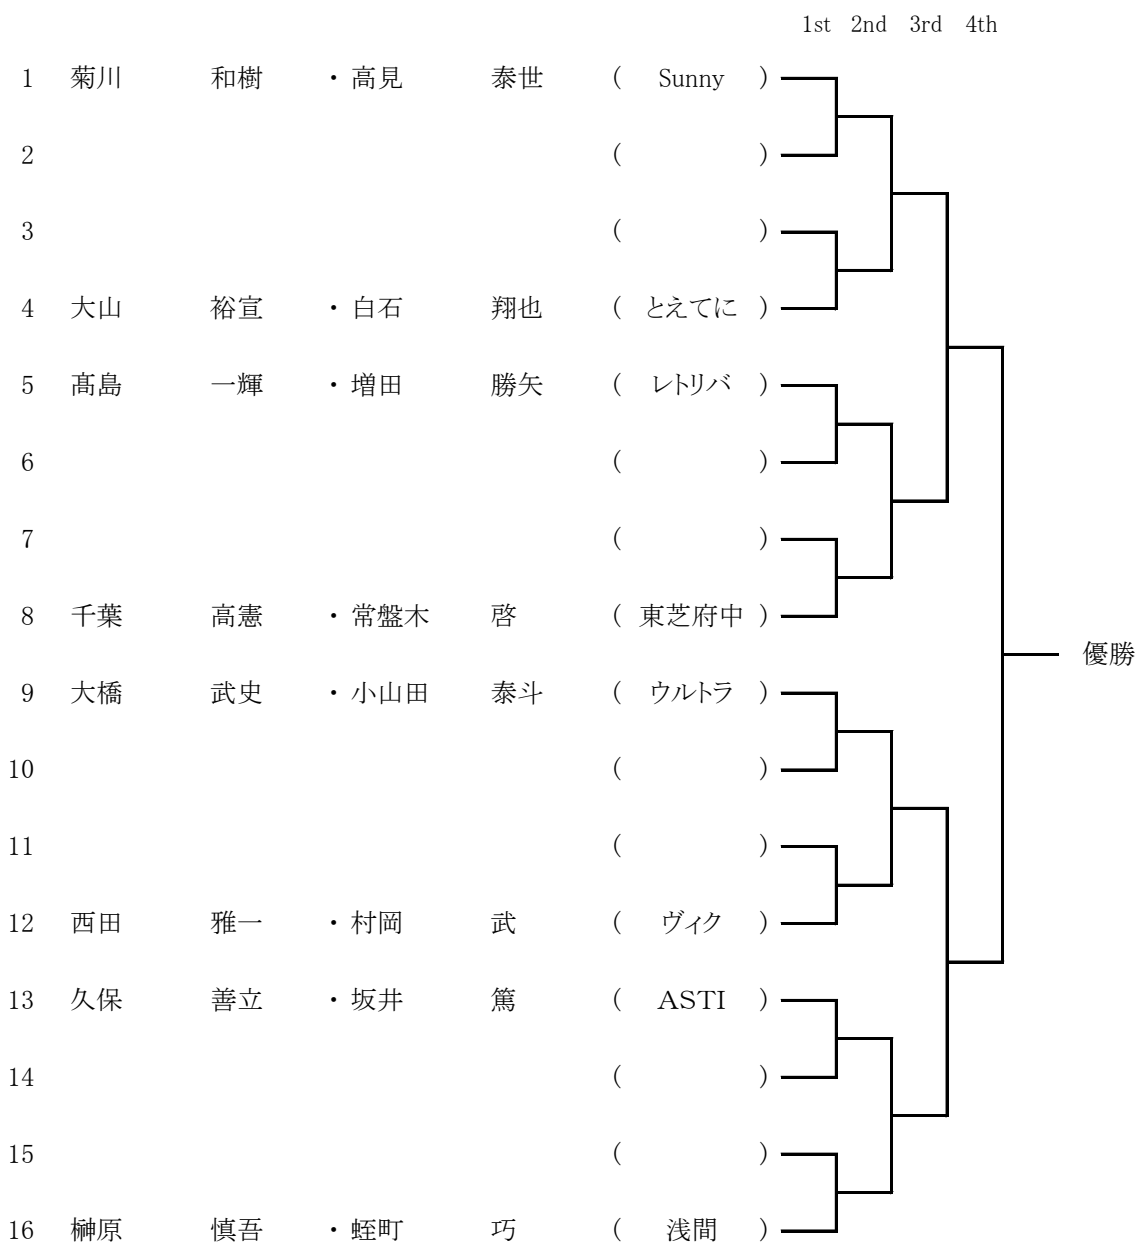 1st 2nd 3rd 4th
1 菊川 和樹 ・ 高見 泰世 ( Sunny )
2 ( )
3 ( )
4 大山 裕宣 ・ 白石 翔也 ( とえてに )
5 髙島 一輝 ・ 増田 勝矢 ( レトリバ )
6 ( )
7 ( )
8 千葉 高憲 ・ 常盤木 啓 ( 東芝府中 )
優勝
9 大橋 武史 ・ 小山田 泰斗 ( ウルトラ )
10 ( )
11 ( )
12 西田 雅一 ・ 村岡 武 ( ヴィク )
13 久保 善立 ・ 坂井 篤 ( ASTI )
14 ( )
15 ( )
16 榊原 慎吾 ・ 蛭町 巧 ( 浅間 )